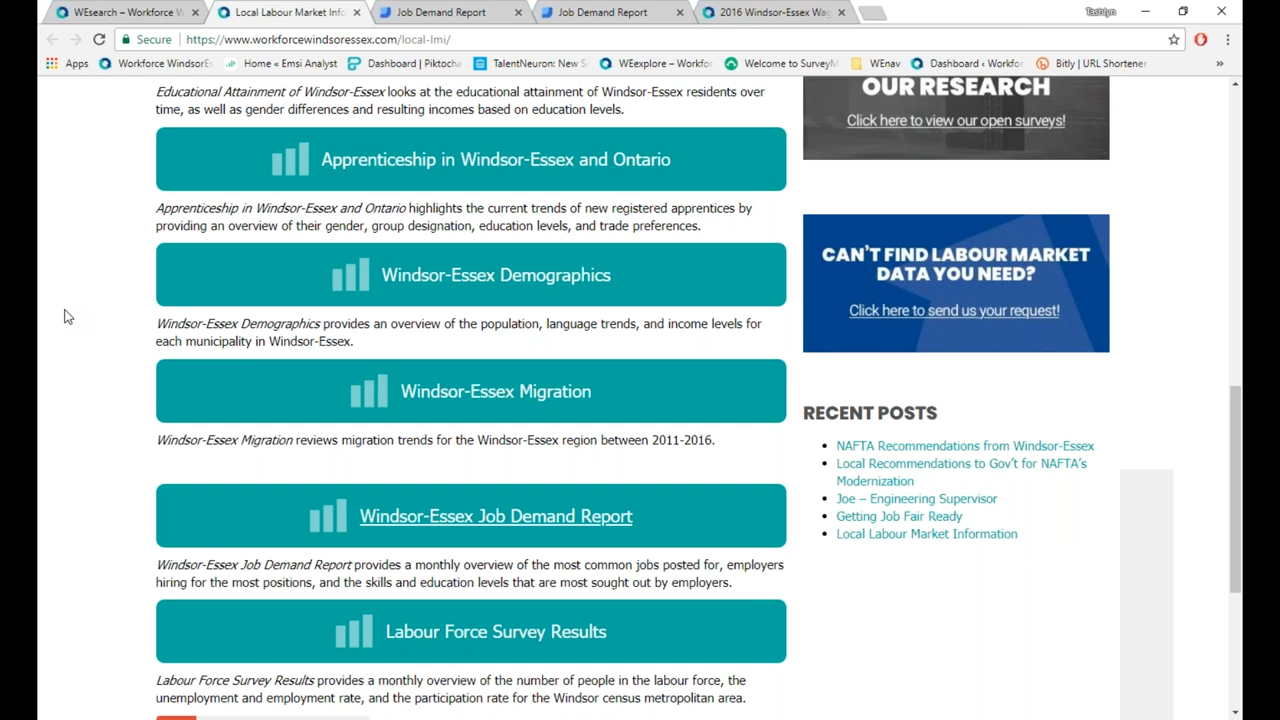 WEsearch – Workforce W
Local Labour Market Info
Job Demand Report
Job Demand Report
2016 Windsor-Essex Wag
Tashlyn
Secure
https://www.workforcewindsoressex.com/local-lmi/
Apps
Workforce WindsorEs
Home « Emsi Analyst
Dashboard | Piktocha
TalentNeuron: New S
WExplore – Workfor
Welcome to SurveyM
WEnav
Dashboard ‹ Workfo
Bitly | URL Shortener
Educational Attainment of Windsor-Essex looks at the educational attainment of Windsor-Essex residents over
time, as well as gender differences and resulting incomes based on education levels.
Apprenticeship in Windsor-Essex and Ontario
Apprenticeship in Windsor-Essex and Ontario highlights the current trends of new registered apprentices by
providing an overview of their gender, group designation, education levels, and trade preferences.
Windsor-Essex Demographics
Windsor-Essex Demographics provides an overview of the population, language trends, and income levels for
each municipality in Windsor-Essex.
Windsor-Essex Migration
Windsor-Essex Migration reviews migration trends for the Windsor-Essex region between 2011-2016.
Windsor-Essex Job Demand Report
Windsor-Essex Job Demand Report provides a monthly overview of the most common jobs posted for, employers
hiring for the most positions, and the skills and education levels that are most sought out by employers.
Labour Force Survey Results
Labour Force Survey Results provides a monthly overview of the number of people in the labour force, the
unemployment and employment rate, and the participation rate for the Windsor census metropolitan area.
OUR RESEARCH
Click here to view our open surveys!
CAN'T FIND LABOUR MARKET
DATA YOU NEED?
Click here to send us your request!
RECENT POSTS
NAFTA Recommendations from Windsor-Essex
Local Recommendations to Gov't for NAFTA's
Modernization
Joe – Engineering Supervisor
Getting Job Fair Ready
Local Labour Market Information